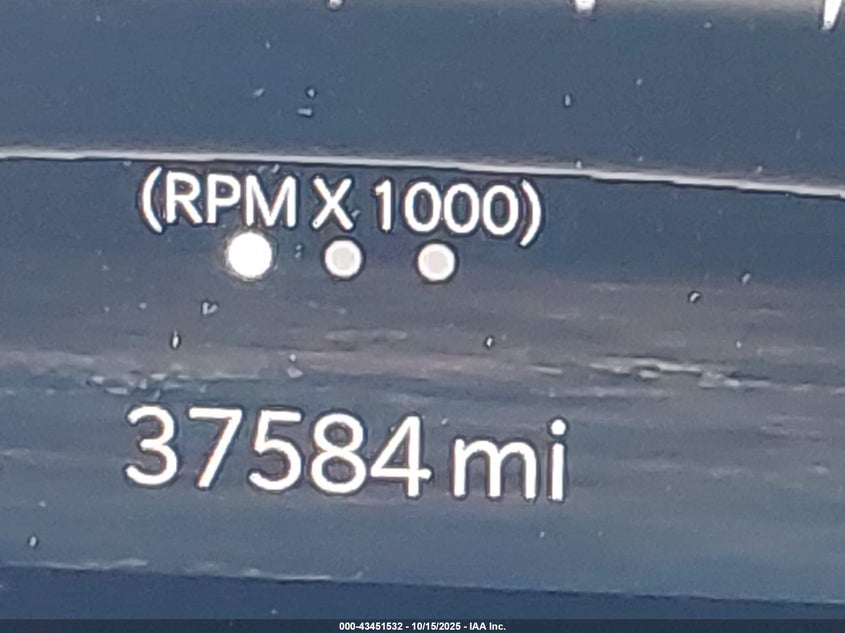 (RPM X 1000)
37584 mi
000-43451532 - 10/15/2025 - IAA Inc.